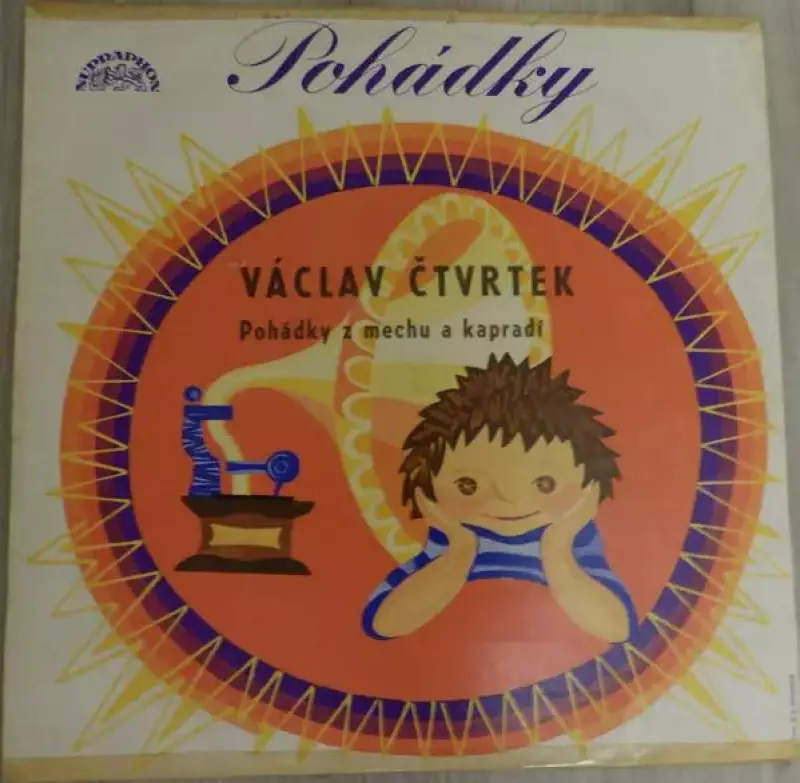 SUPRAPHON
Pohádky
VÁCLAV ČTVRTEK
Pohádky z mechu a kapradí